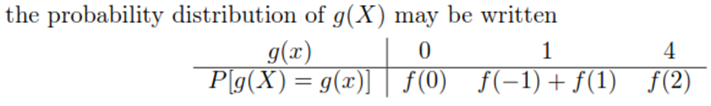 the probability distribution of g(X) may be written
g(x) 0 1 4
P[g(X) = g(x)] f(0) f(−1) + f(1) f(2)